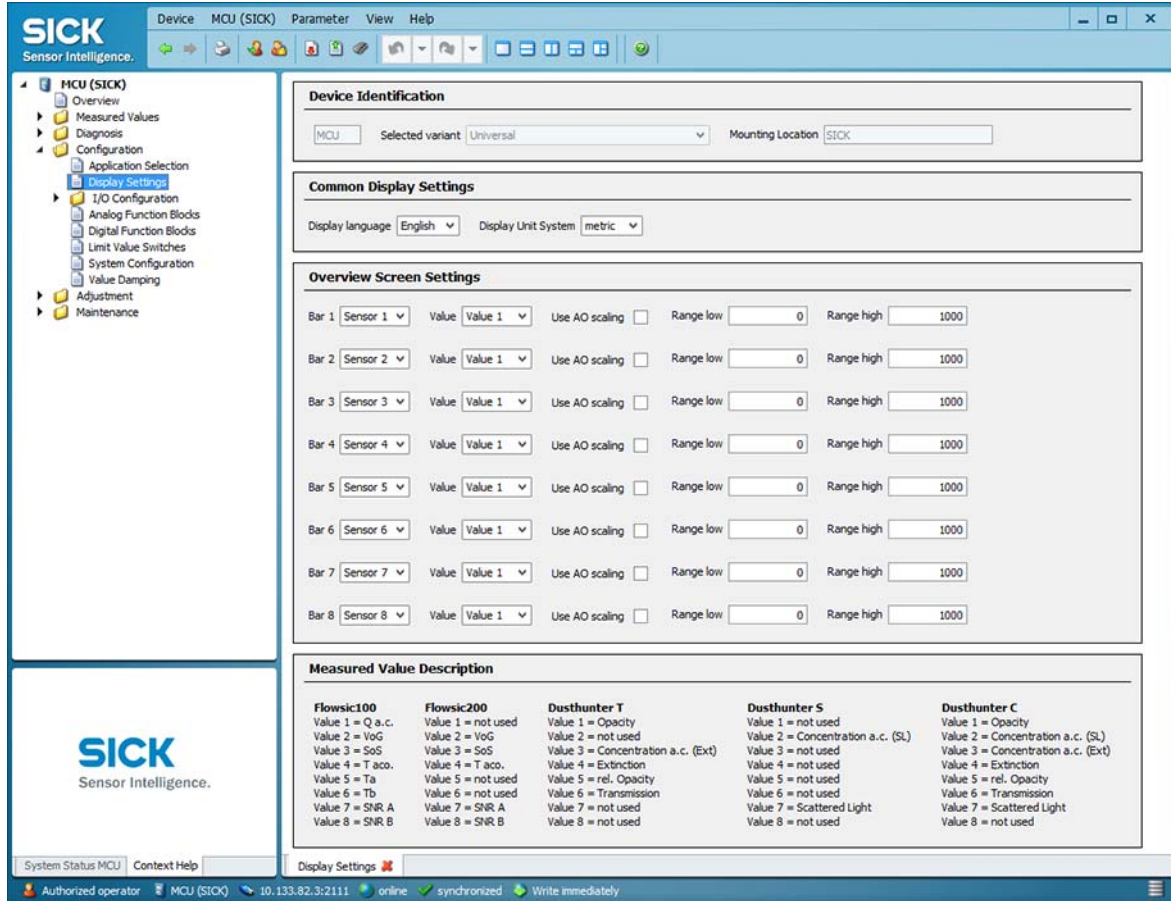 SICK
Sensor Intelligence.
Device MCU (SICK) Parameter View Help
MCU (SICK)
Overview
Measured Values
Diagnosis
Configuration
Application Selection
Display Settings
I/O Configuration
Analog Function Blocks
Digital Function Blocks
Limit Value Switches
System Configuration
Value Damping
Adjustment
Maintenance
SICK
Sensor Intelligence.
System Status MCU Context Help
Device Identification
MCU Selected variant Universal Mounting Location SICK
Common Display Settings
Display language English Display Unit System metric
Overview Screen Settings
Bar 1 Sensor 1 Value Value 1 Use AO scaling Range low 0 Range high 1000
Bar 2 Sensor 2 Value Value 1 Use AO scaling Range low 0 Range high 1000
Bar 3 Sensor 3 Value Value 1 Use AO scaling Range low 0 Range high 1000
Bar 4 Sensor 4 Value Value 1 Use AO scaling Range low 0 Range high 1000
Bar 5 Sensor 5 Value Value 1 Use AO scaling Range low 0 Range high 1000
Bar 6 Sensor 6 Value Value 1 Use AO scaling Range low 0 Range high 1000
Bar 7 Sensor 7 Value Value 1 Use AO scaling Range low 0 Range high 1000
Bar 8 Sensor 8 Value Value 1 Use AO scaling Range low 0 Range high 1000
Measured Value Description
Flowsic100 Flowsic200 Dusthunter T Dusthunter S Dusthunter C
Value 1 = Q a.c. Value 1 = not used Value 1 = Opacity Value 1 = not used Value 1 = Opacity
Value 2 = VoG Value 2 = VoG Value 2 = not used Value 2 = Concentration a.c. (SL) Value 2 = Concentration a.c. (SL)
Value 3 = SoS Value 3 = SoS Value 3 = Concentration a.c. (Ext) Value 3 = not used Value 3 = Concentration a.c. (Ext)
Value 4 = T aco. Value 4 = T aco. Value 4 = Extinction Value 4 = not used Value 4 = Extinction
Value 5 = Ta Value 5 = not used Value 5 = rel. Opacity Value 5 = not used Value 5 = rel. Opacity
Value 6 = Tb Value 6 = not used Value 6 = Transmission Value 6 = not used Value 6 = Transmission
Value 7 = SNR A Value 7 = SNR A Value 7 = not used Value 7 = Scattered Light Value 7 = Scattered Light
Value 8 = SNR B Value 8 = SNR B Value 8 = not used Value 8 = not used Value 8 = not used
Display Settings
Authorized operator MCU (SICK) 10.133.82.3:2111 online synchronized Write immediately